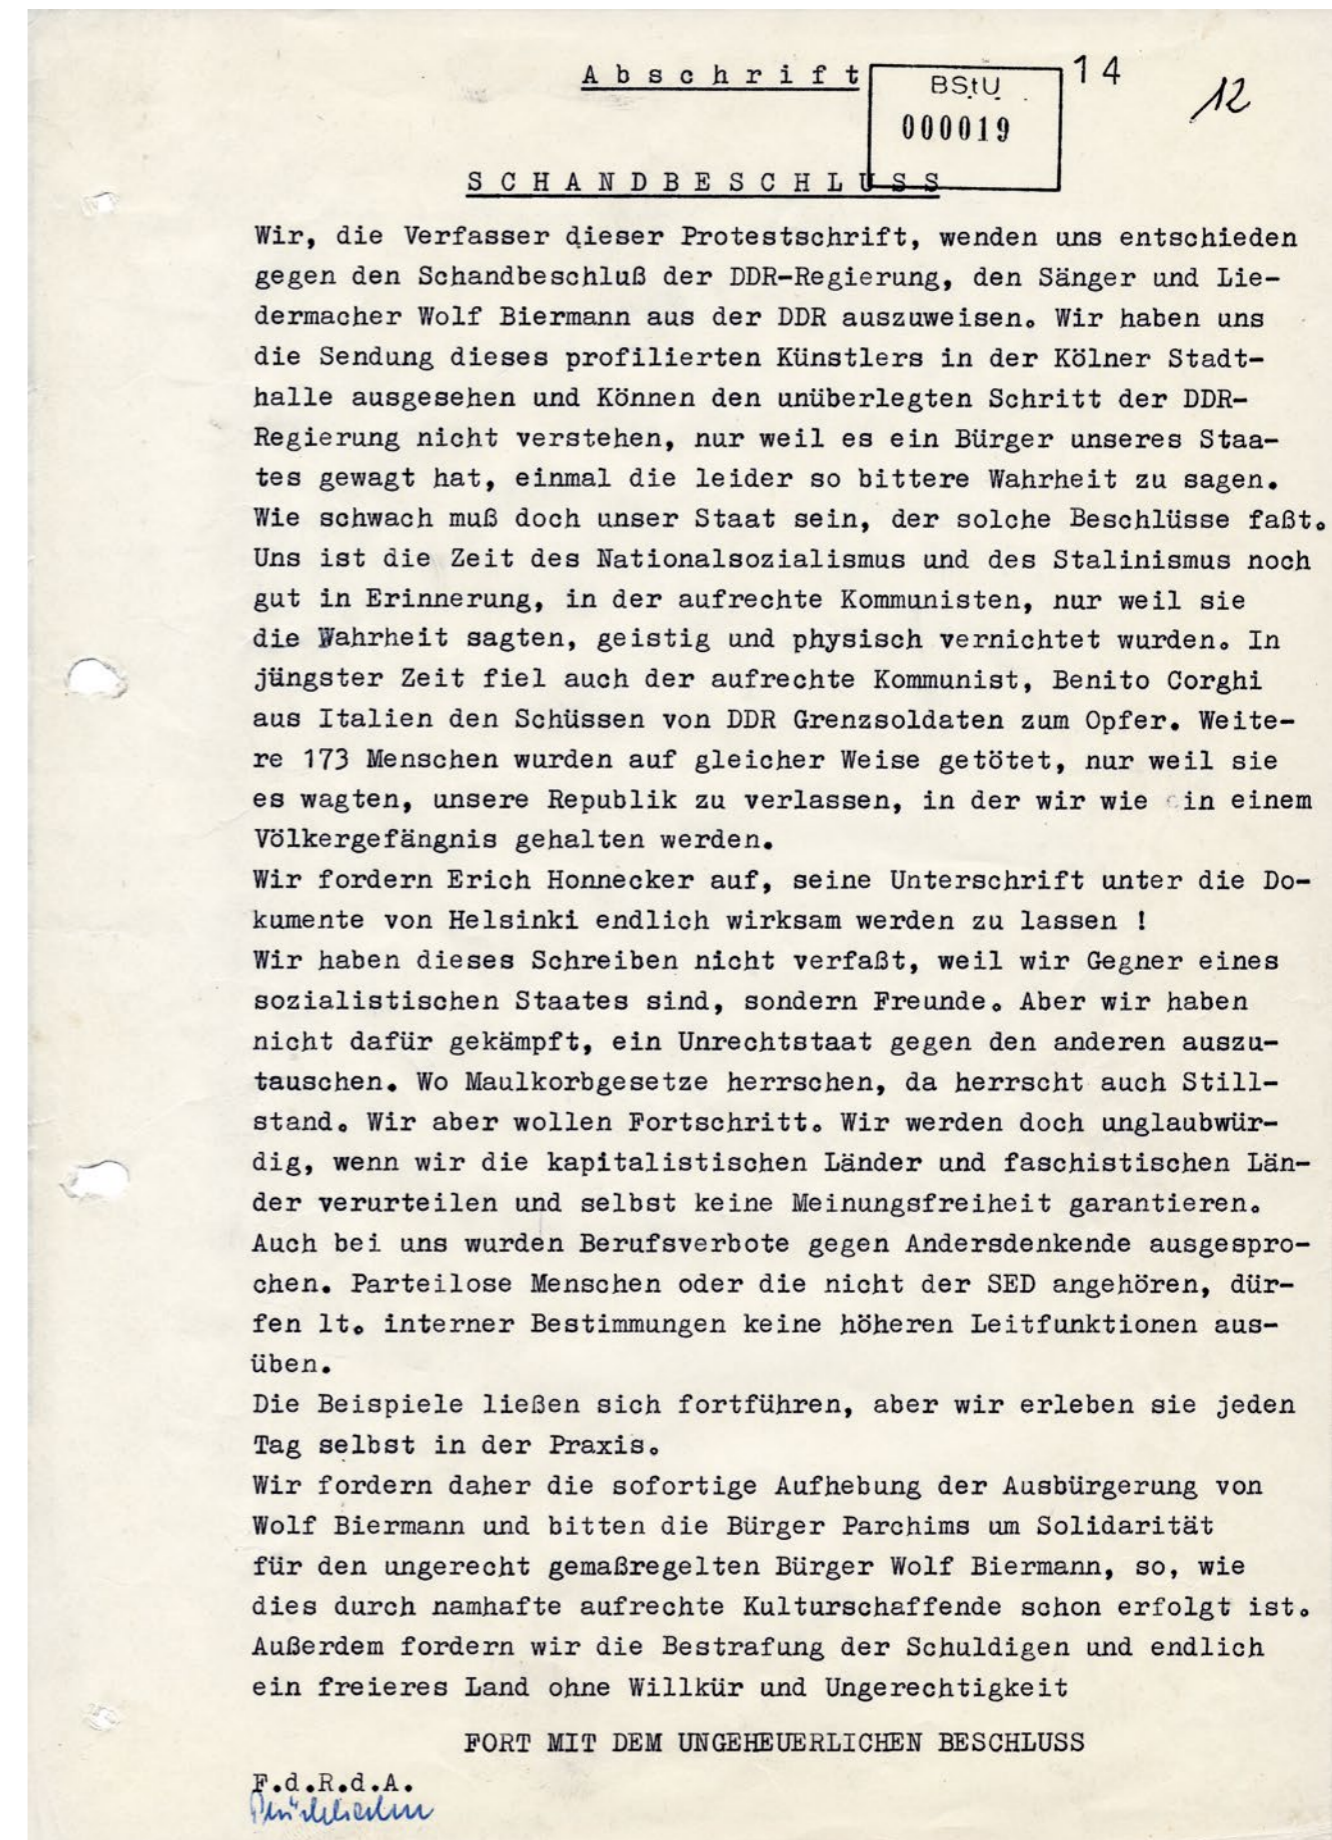 Abschrift
BStU
000019
14
12
SCHANDBESCHLUSS
Wir, die Verfasser dieser Protestschrift, wenden uns entschieden
gegen den Schandbeschluß der DDR-Regierung, den Sänger und Lie-
dermacher Wolf Biermann aus der DDR auszuweisen. Wir haben uns
die Sendung dieses profilierten Künstlers in der Kölner Stadt-
halle ausgesehen und Können den unüberlegten Schritt der DDR-
Regierung nicht verstehen, nur weil es ein Bürger unseres Staa-
tes gewagt hat, einmal die leider so bittere Wahrheit zu sagen.
Wie schwach muß doch unser Staat sein, der solche Beschlüsse faßt.
Uns ist die Zeit des Nationalsozialismus und des Stalinismus noch
gut in Erinnerung, in der aufrechte Kommunisten, nur weil sie
die Wahrheit sagten, geistig und physisch vernichtet wurden. In
jüngster Zeit fiel auch der aufrechte Kommunist, Benito Corghi
aus Italien den Schüssen von DDR Grenzsoldaten zum Opfer. Weite-
re 173 Menschen wurden auf gleicher Weise getötet, nur weil sie
es wagten, unsere Republik zu verlassen, in der wir wie in einem
Völkergefängnis gehalten werden.
Wir fordern Erich Honnecker auf, seine Unterschrift unter die Do-
kumente von Helsinki endlich wirksam werden zu lassen !
Wir haben dieses Schreiben nicht verfaßt, weil wir Gegner eines
sozialistischen Staates sind, sondern Freunde. Aber wir haben
nicht dafür gekämpft, ein Unrechtstaat gegen den anderen auszu-
tauschen. Wo Maulkorbgesetze herrschen, da herrscht auch Still-
stand. Wir aber wollen Fortschritt. Wir werden doch unglaubwür-
dig, wenn wir die kapitalistischen Länder und faschistischen Län-
der verurteilen und selbst keine Meinungsfreiheit garantieren.
Auch bei uns wurden Berufsverbote gegen Andersdenkende ausgespro-
chen. Parteilose Menschen oder die nicht der SED angehören, dür-
fen lt. interner Bestimmungen keine höheren Leitfunktionen aus-
üben.
Die Beispiele ließen sich fortführen, aber wir erleben sie jeden
Tag selbst in der Praxis.
Wir fordern daher die sofortige Aufhebung der Ausbürgerung von
Wolf Biermann und bitten die Bürger Parchims um Solidarität
für den ungerecht gemaßregelten Bürger Wolf Biermann, so, wie
dies durch namhafte aufrechte Kulturschaffende schon erfolgt ist.
Außerdem fordern wir die Bestrafung der Schuldigen und endlich
ein freieres Land ohne Willkür und Ungerechtigkeit
FORT MIT DEM UNGEHEUERLICHEN BESCHLUSS
F.d.R.d.A.